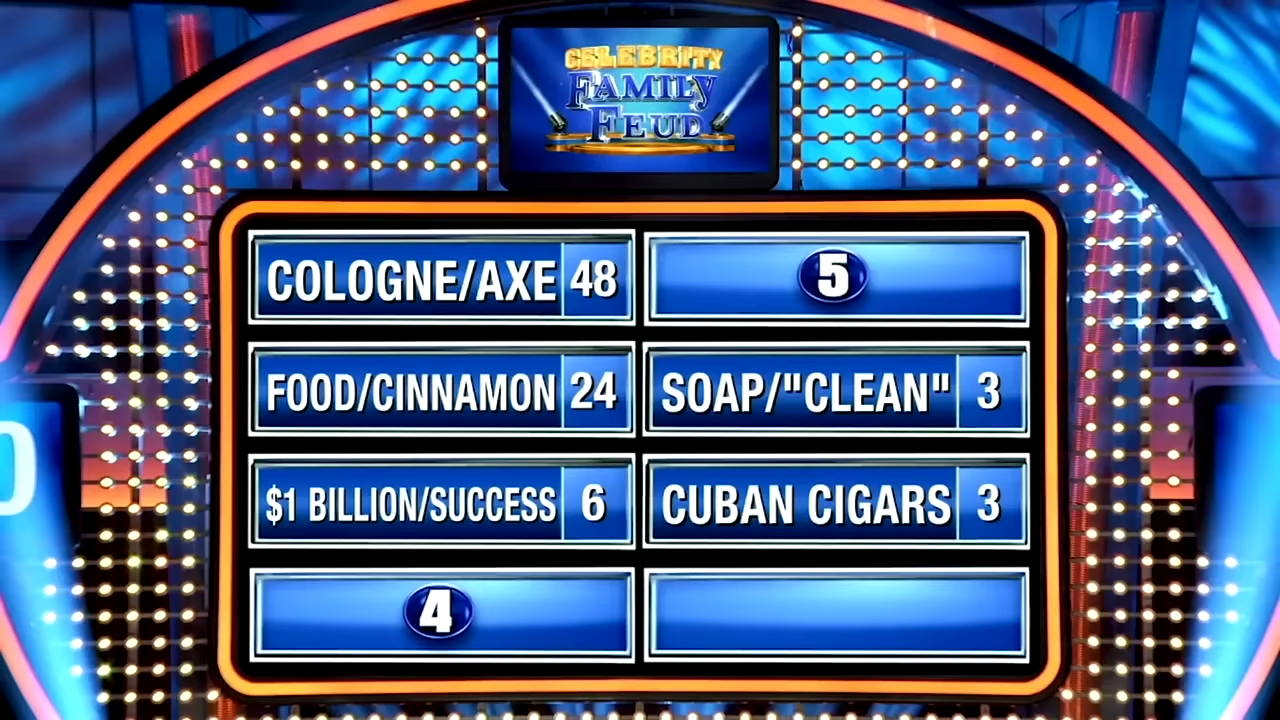 CELEBRITY
FAMILY
FEUD
COLOGNE/AXE 48
FOOD/CINNAMON 24
$1 BILLION/SUCCESS 6
4
5
SOAP/"CLEAN" 3
CUBAN CIGARS 3
0